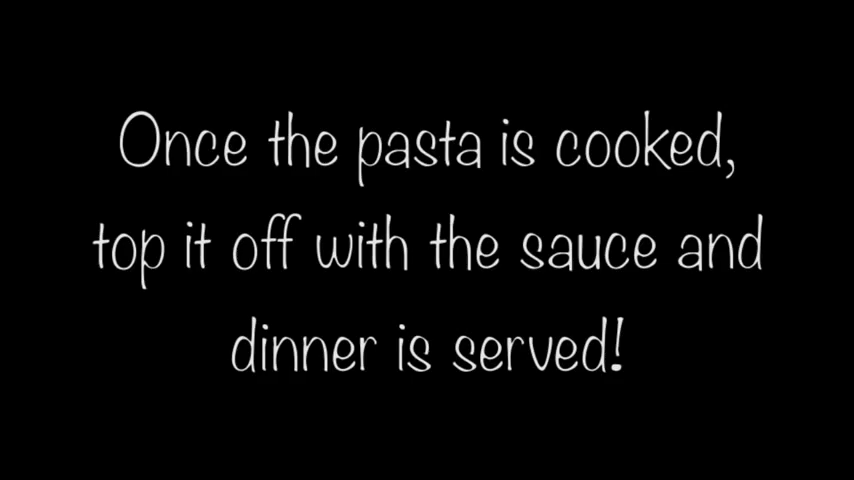 Once the pasta is cooked,
top it off with the sauce and
dinner is served!